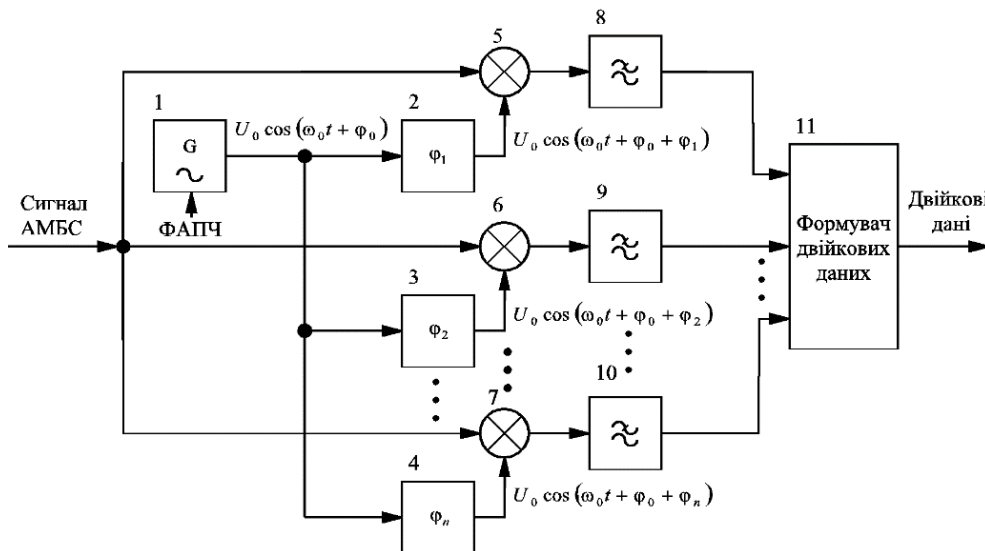 8
5
1
U₀ cos(ω₀t + φ₀)
2
G
φ₁
U₀ cos(ω₀t + φ₀ + φ₁)
11
Сигнал
АМБС
ФАПЧ
6
9
Формувач
двійкових
даних
Двійкові
дані
3
φ₂
U₀ cos(ω₀t + φ₀ + φ₂)
7
10
4
φₙ
U₀ cos(ω₀t + φ₀ + φₙ)